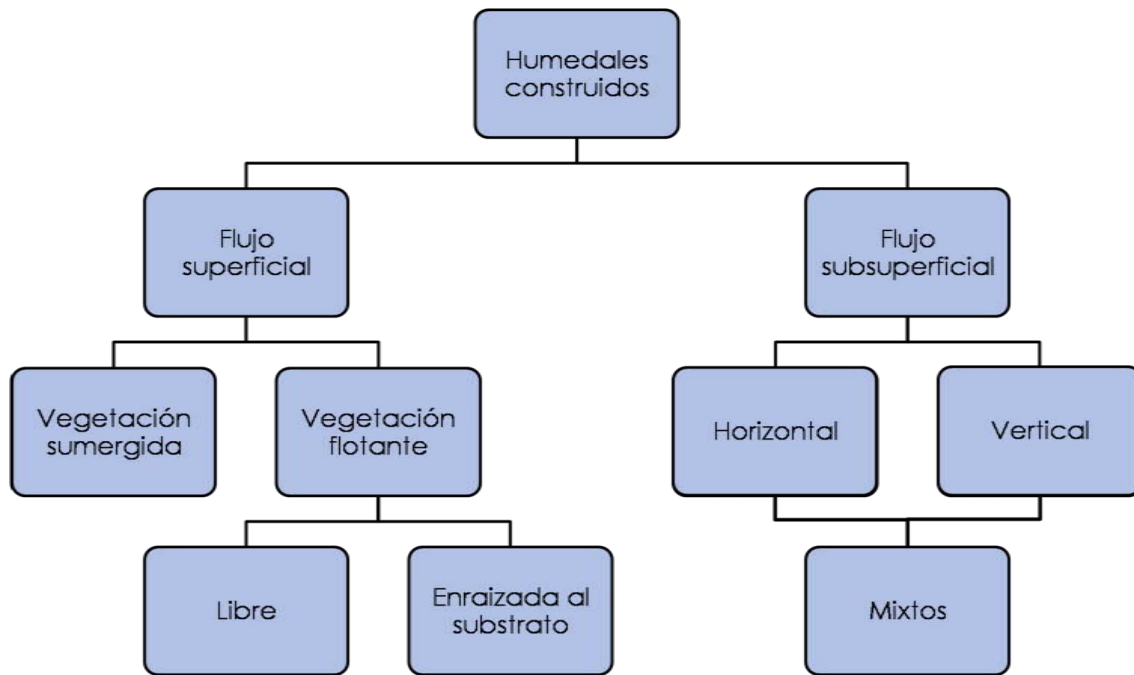 Humedales
construidos
Flujo
superficial
Flujo
subsuperficial
Vegetación
sumergida
Vegetación
flotante
Horizontal
Vertical
Libre
Enraizada al
substrato
Mixtos